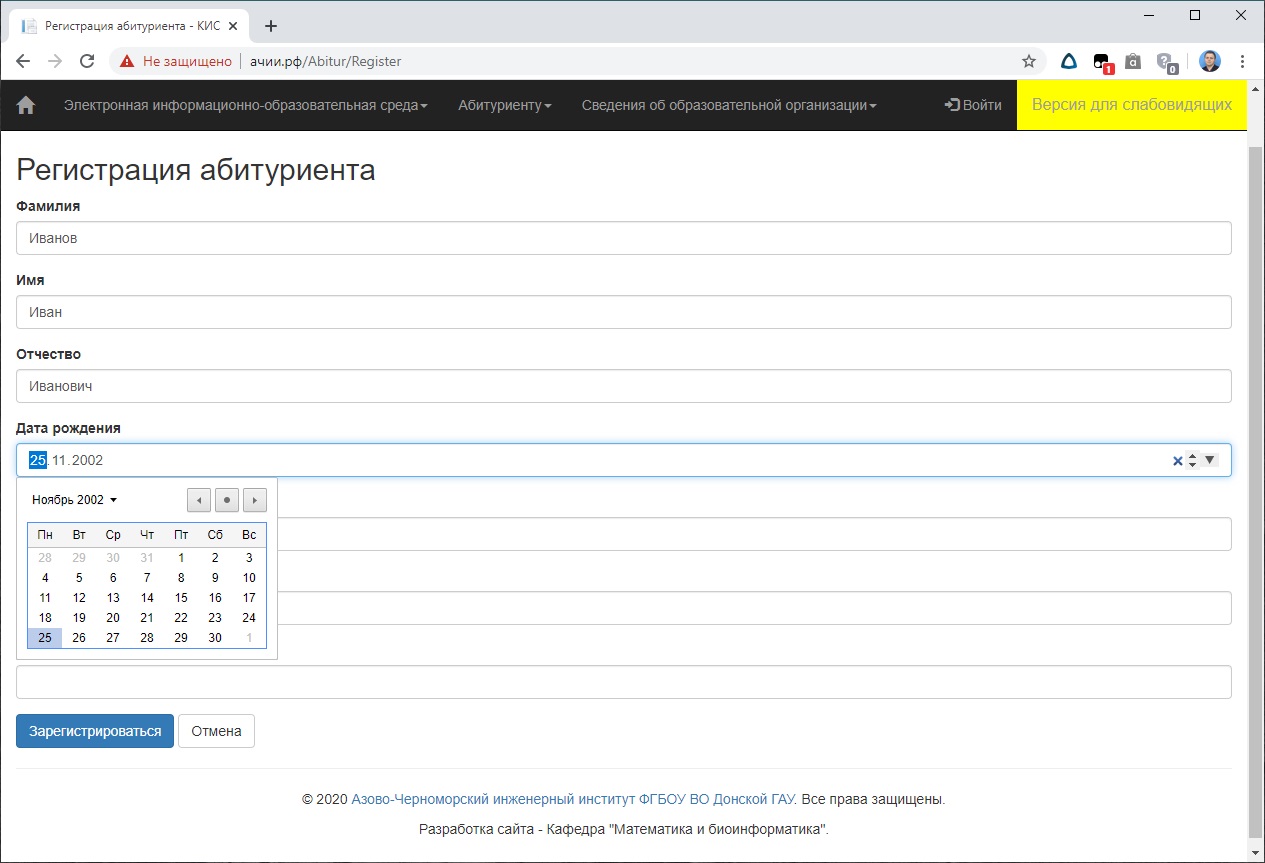 Регистрация абитуриента - КИС
Не защищено ачии.рф/Abitur/Register
1
a
0
Электронная информационно-образовательная среда Абитуриенту Сведения об образовательной организации Войти Версия для слабовидящих
Регистрация абитуриента
Фамилия
Иванов
Имя
Иван
Отчество
Иванович
Дата рождения
25.11.2002
Ноябрь 2002
Пн Вт Ср Чт Пт Сб Вс
28 29 30 31 1 2 3
4 5 6 7 8 9 10
11 12 13 14 15 16 17
18 19 20 21 22 23 24
25 26 27 28 29 30 1
Зарегистрироваться Отмена
© 2020 Азово-Черноморский инженерный институт ФГБОУ ВО Донской ГАУ. Все права защищены.
Разработка сайта - Кафедра "Математика и биоинформатика".